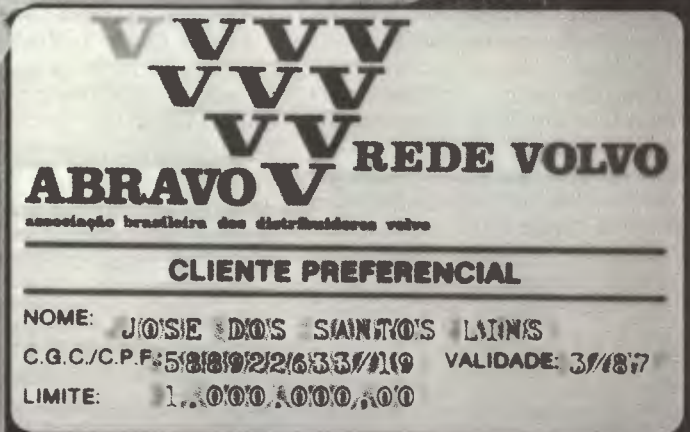 V V V V
V V V
V V
REDE VOLVO
ABRAVO V
associação brasileira dos distribuidores volvo
CLIENTE PREFERENCIAL
NOME: JOSE DOS SANTOS LINS
C.G.C./C.P.F.: 588922633/19 VALIDADE: 3/87
LIMITE: 1.000.000,00